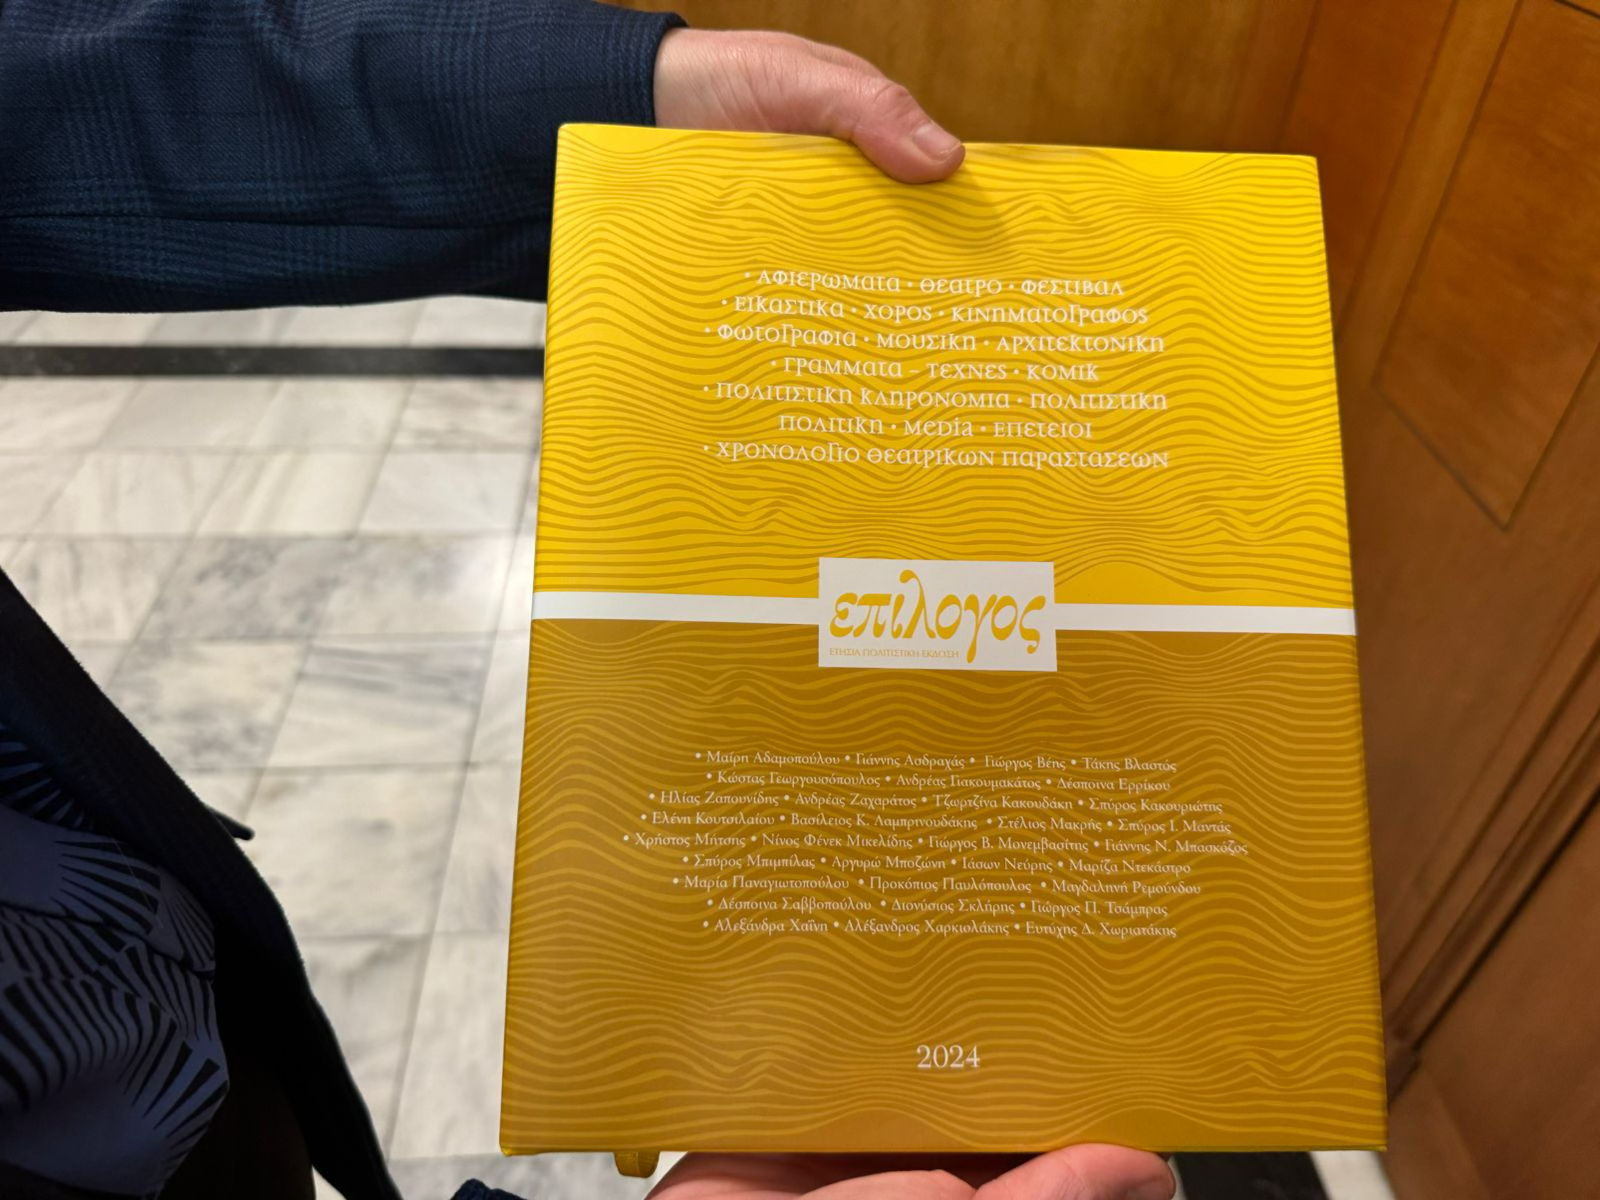 • ΑΦΙΕΡΩΜΑΤΑ • ΘΕΑΤΡΟ • ΦΕΣΤΙΒΑΛ
• ΕΙΚΑΣΤΙΚΑ • ΧΟΡΟΣ • ΚΙΝΗΜΑΤΟΓΡΑΦΟΣ
• ΦΩΤΟΓΡΑΦΙΑ • ΜΟΥΣΙΚΗ • ΑΡΧΙΤΕΚΤΟΝΙΚΗ
• ΓΡΑΜΜΑΤΑ – ΤΕΧΝΕΣ • ΚΟΜΙΚ
• ΠΟΛΙΤΙΣΤΙΚΗ ΚΛΗΡΟΝΟΜΙΑ • ΠΟΛΙΤΙΣΤΙΚΗ
ΠΟΛΙΤΙΚΗ • MEDIA • ΕΠΕΤΕΙΟΙ
• ΧΡΟΝΟΛΟΓΙΟ ΘΕΑΤΡΙΚΩΝ ΠΑΡΑΣΤΑΣΕΩΝ
επίλογος
ΕΤΗΣΙΑ ΠΟΛΙΤΙΣΤΙΚΗ ΕΚΔΟΣΗ
• Μαίρη Αδαμοπούλου • Γιάννης Ασδραχάς • Γιώργος Βέης • Τάκης Βλαστός
• Κώστας Γεωργουσόπουλος • Ανδρέας Γιακουμακάτος • Δέσποινα Ερρίκου
• Ηλίας Ζαπουνίδης • Ανδρέας Ζαχαράτος • Τζωρτζίνα Κακουδάκη • Σπύρος Κακουριώτης
• Ελένη Κουτσιλαίου • Βασίλειος Κ. Λαμπρινουδάκης • Στέλιος Μακρής • Σπύρος Ι. Μαντάς
• Χρήστος Μήτσης • Νίνος Φένεκ Μικελίδης • Γιώργος Β. Μονεμβασίτης • Γιάννης Ν. Μπασκόζος
• Σπύρος Μπιμπίλας • Αργυρώ Μποζώνη • Ιάσων Νεύρης • Μαρίζα Ντεκάστρο
• Μαρία Παναγιωτοπούλου • Προκόπιος Παυλόπουλος • Μαγδαληνή Ρεμούνδου
• Δέσποινα Σαββοπούλου • Διονύσιος Σκλήρης • Γιώργος Π. Τσάμπρας
• Αλεξάνδρα Χαΐνη • Αλέξανδρος Χαρκιολάκης • Ευτύχης Δ. Χωριατάκης
2024